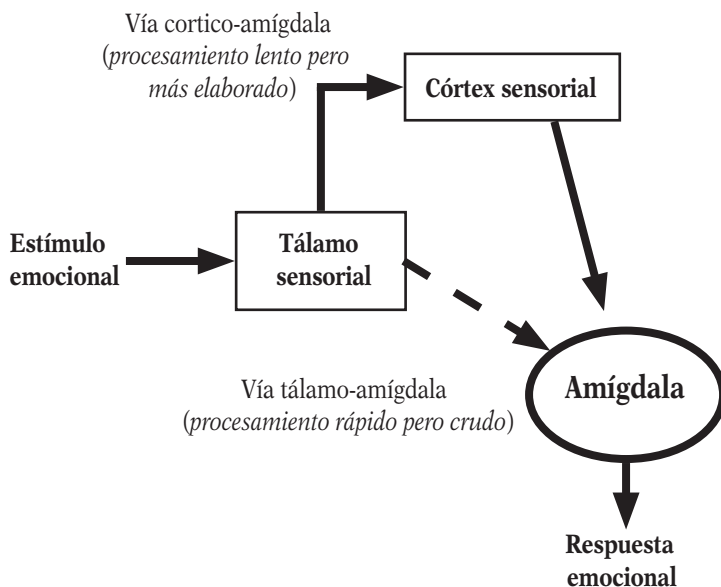 Vía cortico-amígdala
(procesamiento lento pero
más elaborado)
Córtex sensorial
Estímulo
emocional
Tálamo
sensorial
Vía tálamo-amígdala
(procesamiento rápido pero crudo)
Amígdala
Respuesta
emocional